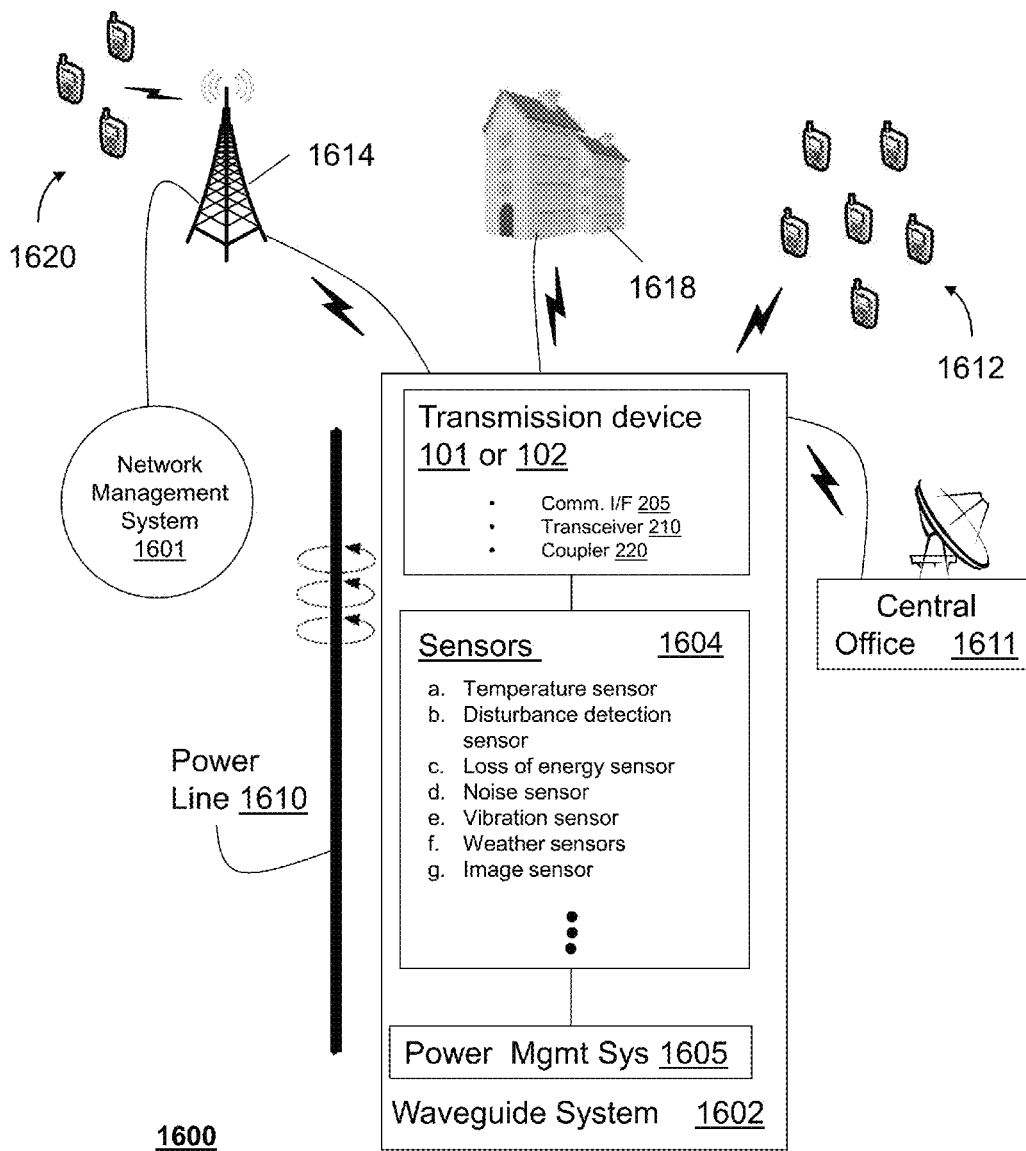 1614
1620
1618
1612
Network
Management
System
1601
Transmission device
101 or 102
• Comm. I/F 205
• Transceiver 210
• Coupler 220
Central
Office 1611
Sensors 1604
a. Temperature sensor
b. Disturbance detection
sensor
c. Loss of energy sensor
d. Noise sensor
e. Vibration sensor
f. Weather sensors
g. Image sensor
Power
Line 1610
Power Mgmt Sys 1605
Waveguide System 1602
1600